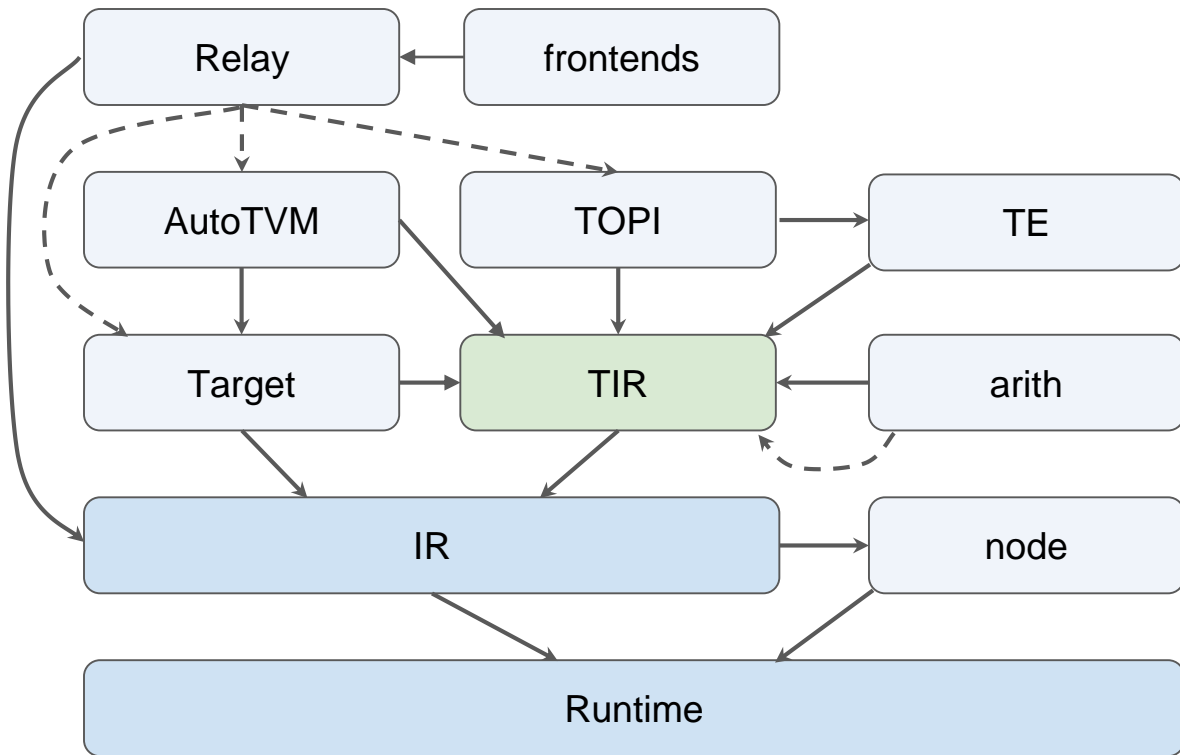 Relay
frontends
AutoTVM
TOPI
TE
Target
TIR
arith
IR
node
Runtime